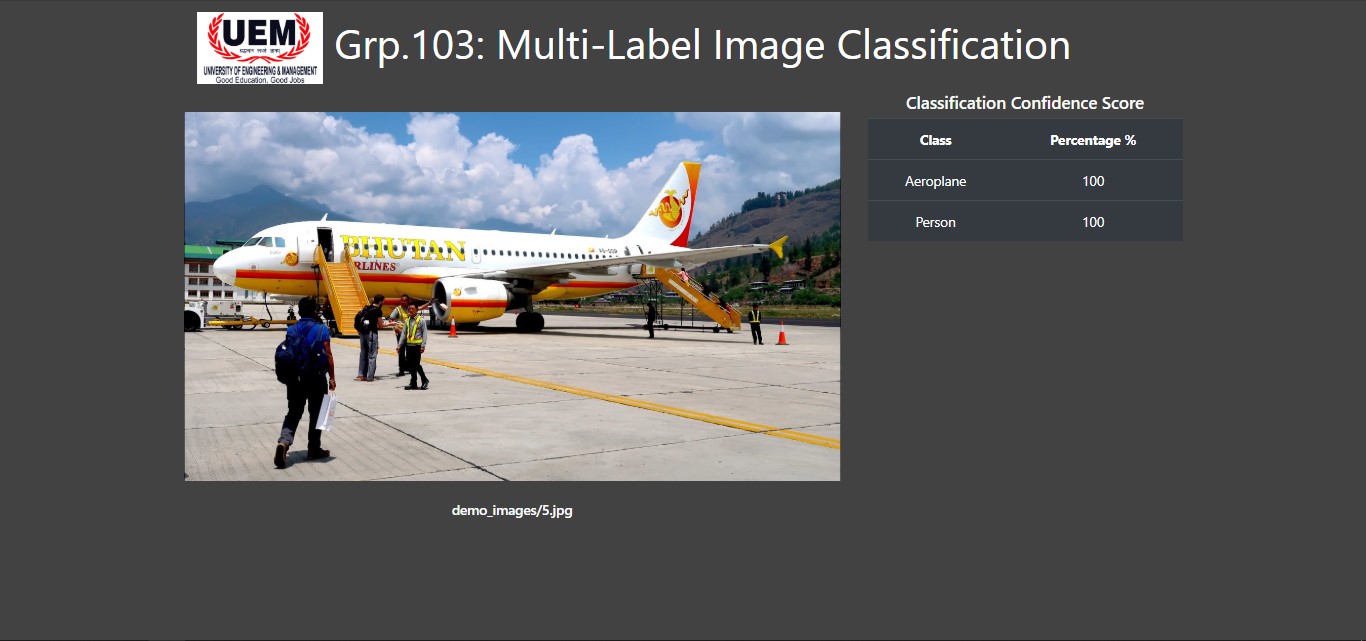 UEM
UNIVERSITY OF ENGINEERING & MANAGEMENT
Good Education, Good Jobs
Grp.103: Multi-Label Image Classification
Classification Confidence Score
Class Percentage %
Aeroplane 100
Person 100
BHUTAN
AIRLINES
demo_images/5.jpg